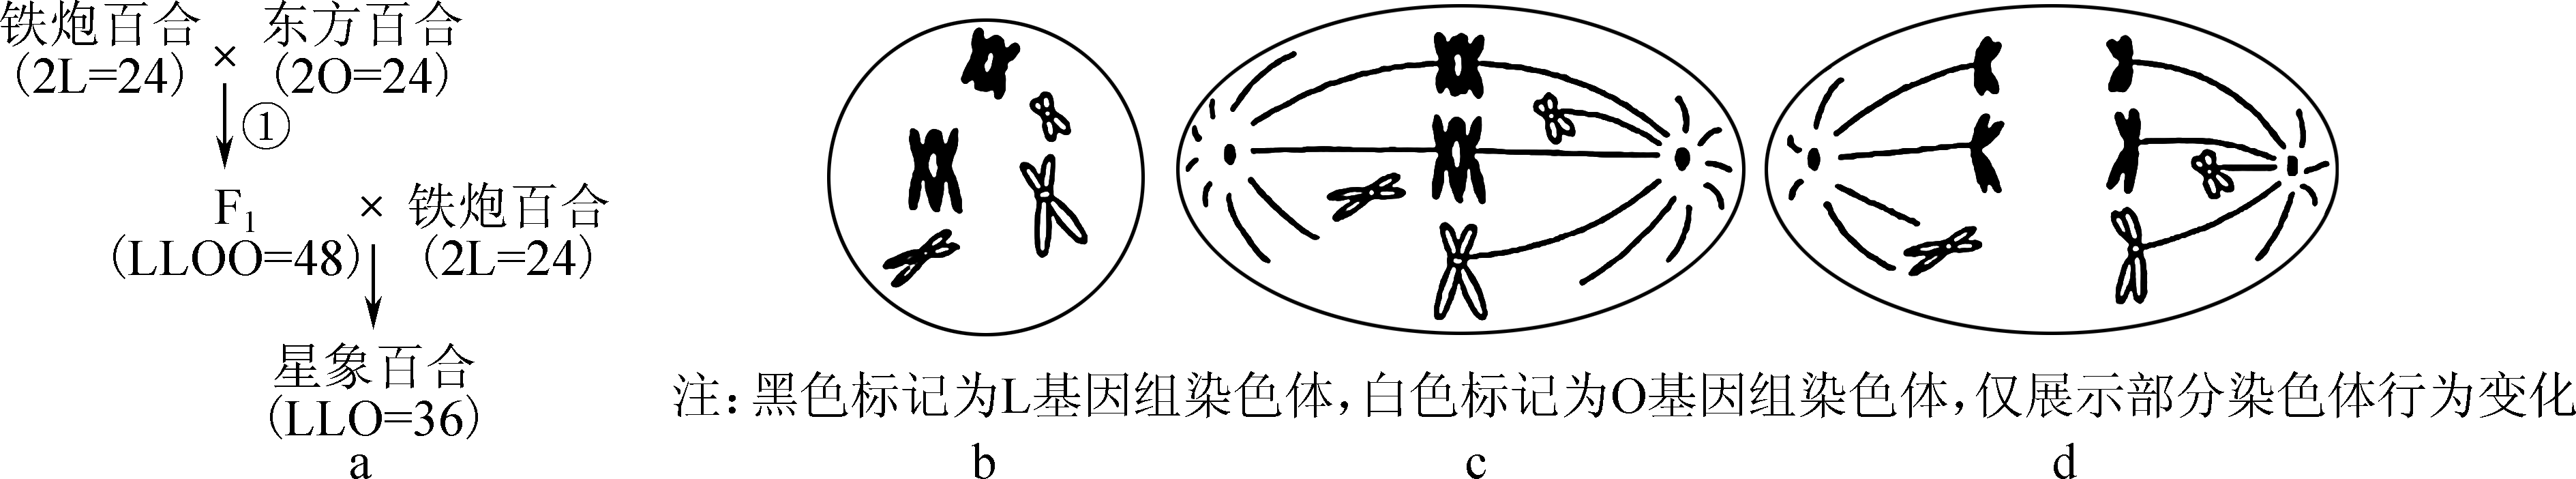 铁炮百合 × 东方百合
(2L=24) (2O=24)
①
F₁ × 铁炮百合
(LLOO=48) (2L=24)
星象百合
(LLO=36)
a
注：黑色标记为L基因组染色体，白色标记为O基因组染色体，仅展示部分染色体行为变化
b c d